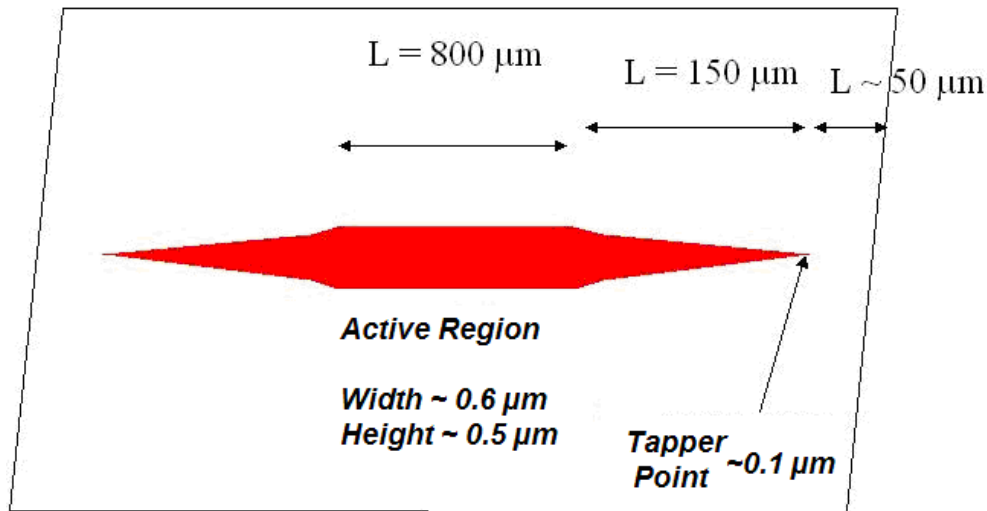 L = 800 µm
L = 150 µm
L ~ 50 µm
Active Region
Width ~ 0.6 µm
Height ~ 0.5 µm
Tapper
Point
~0.1 µm